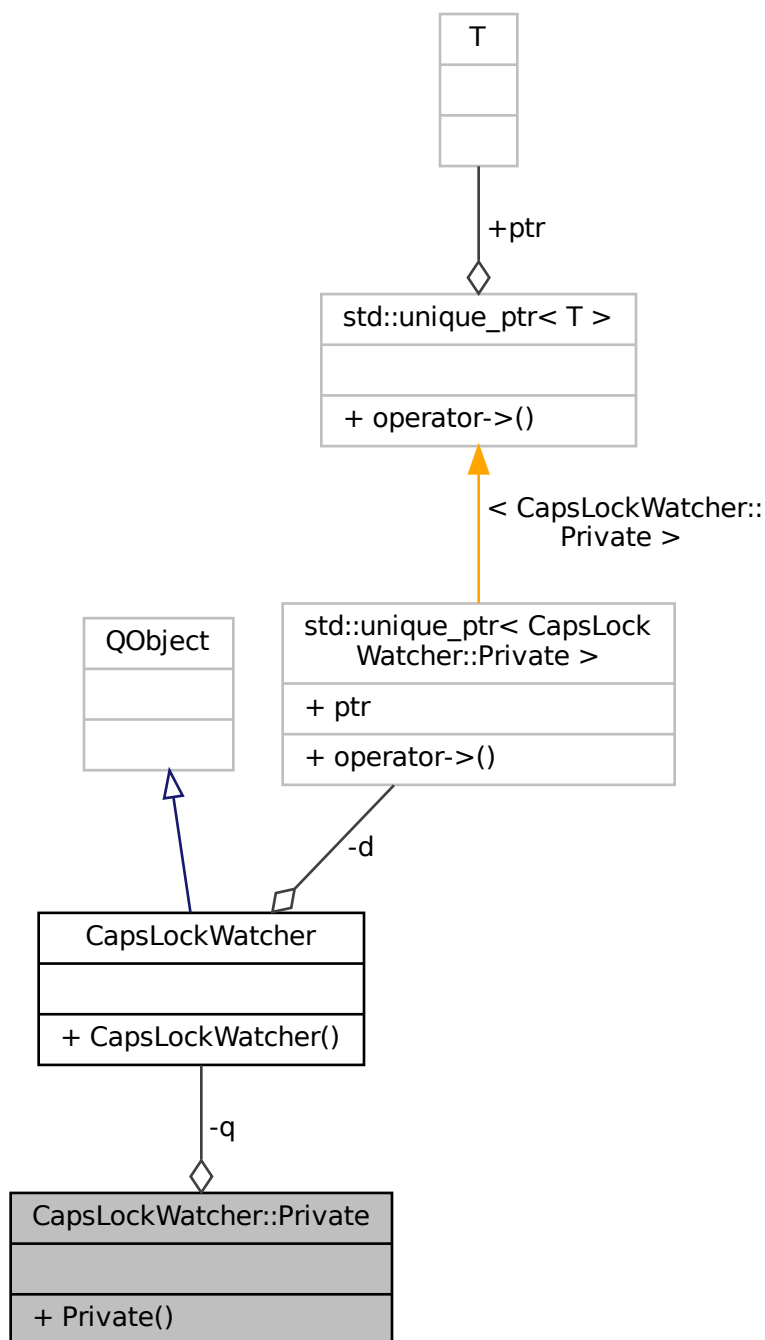 T
+ptr
std::unique_ptr< T >
+ operator->()
< CapsLockWatcher::
Private >
std::unique_ptr< CapsLock
Watcher::Private >
+ ptr
+ operator->()
QObject
-d
CapsLockWatcher
+ CapsLockWatcher()
-q
CapsLockWatcher::Private
+ Private()